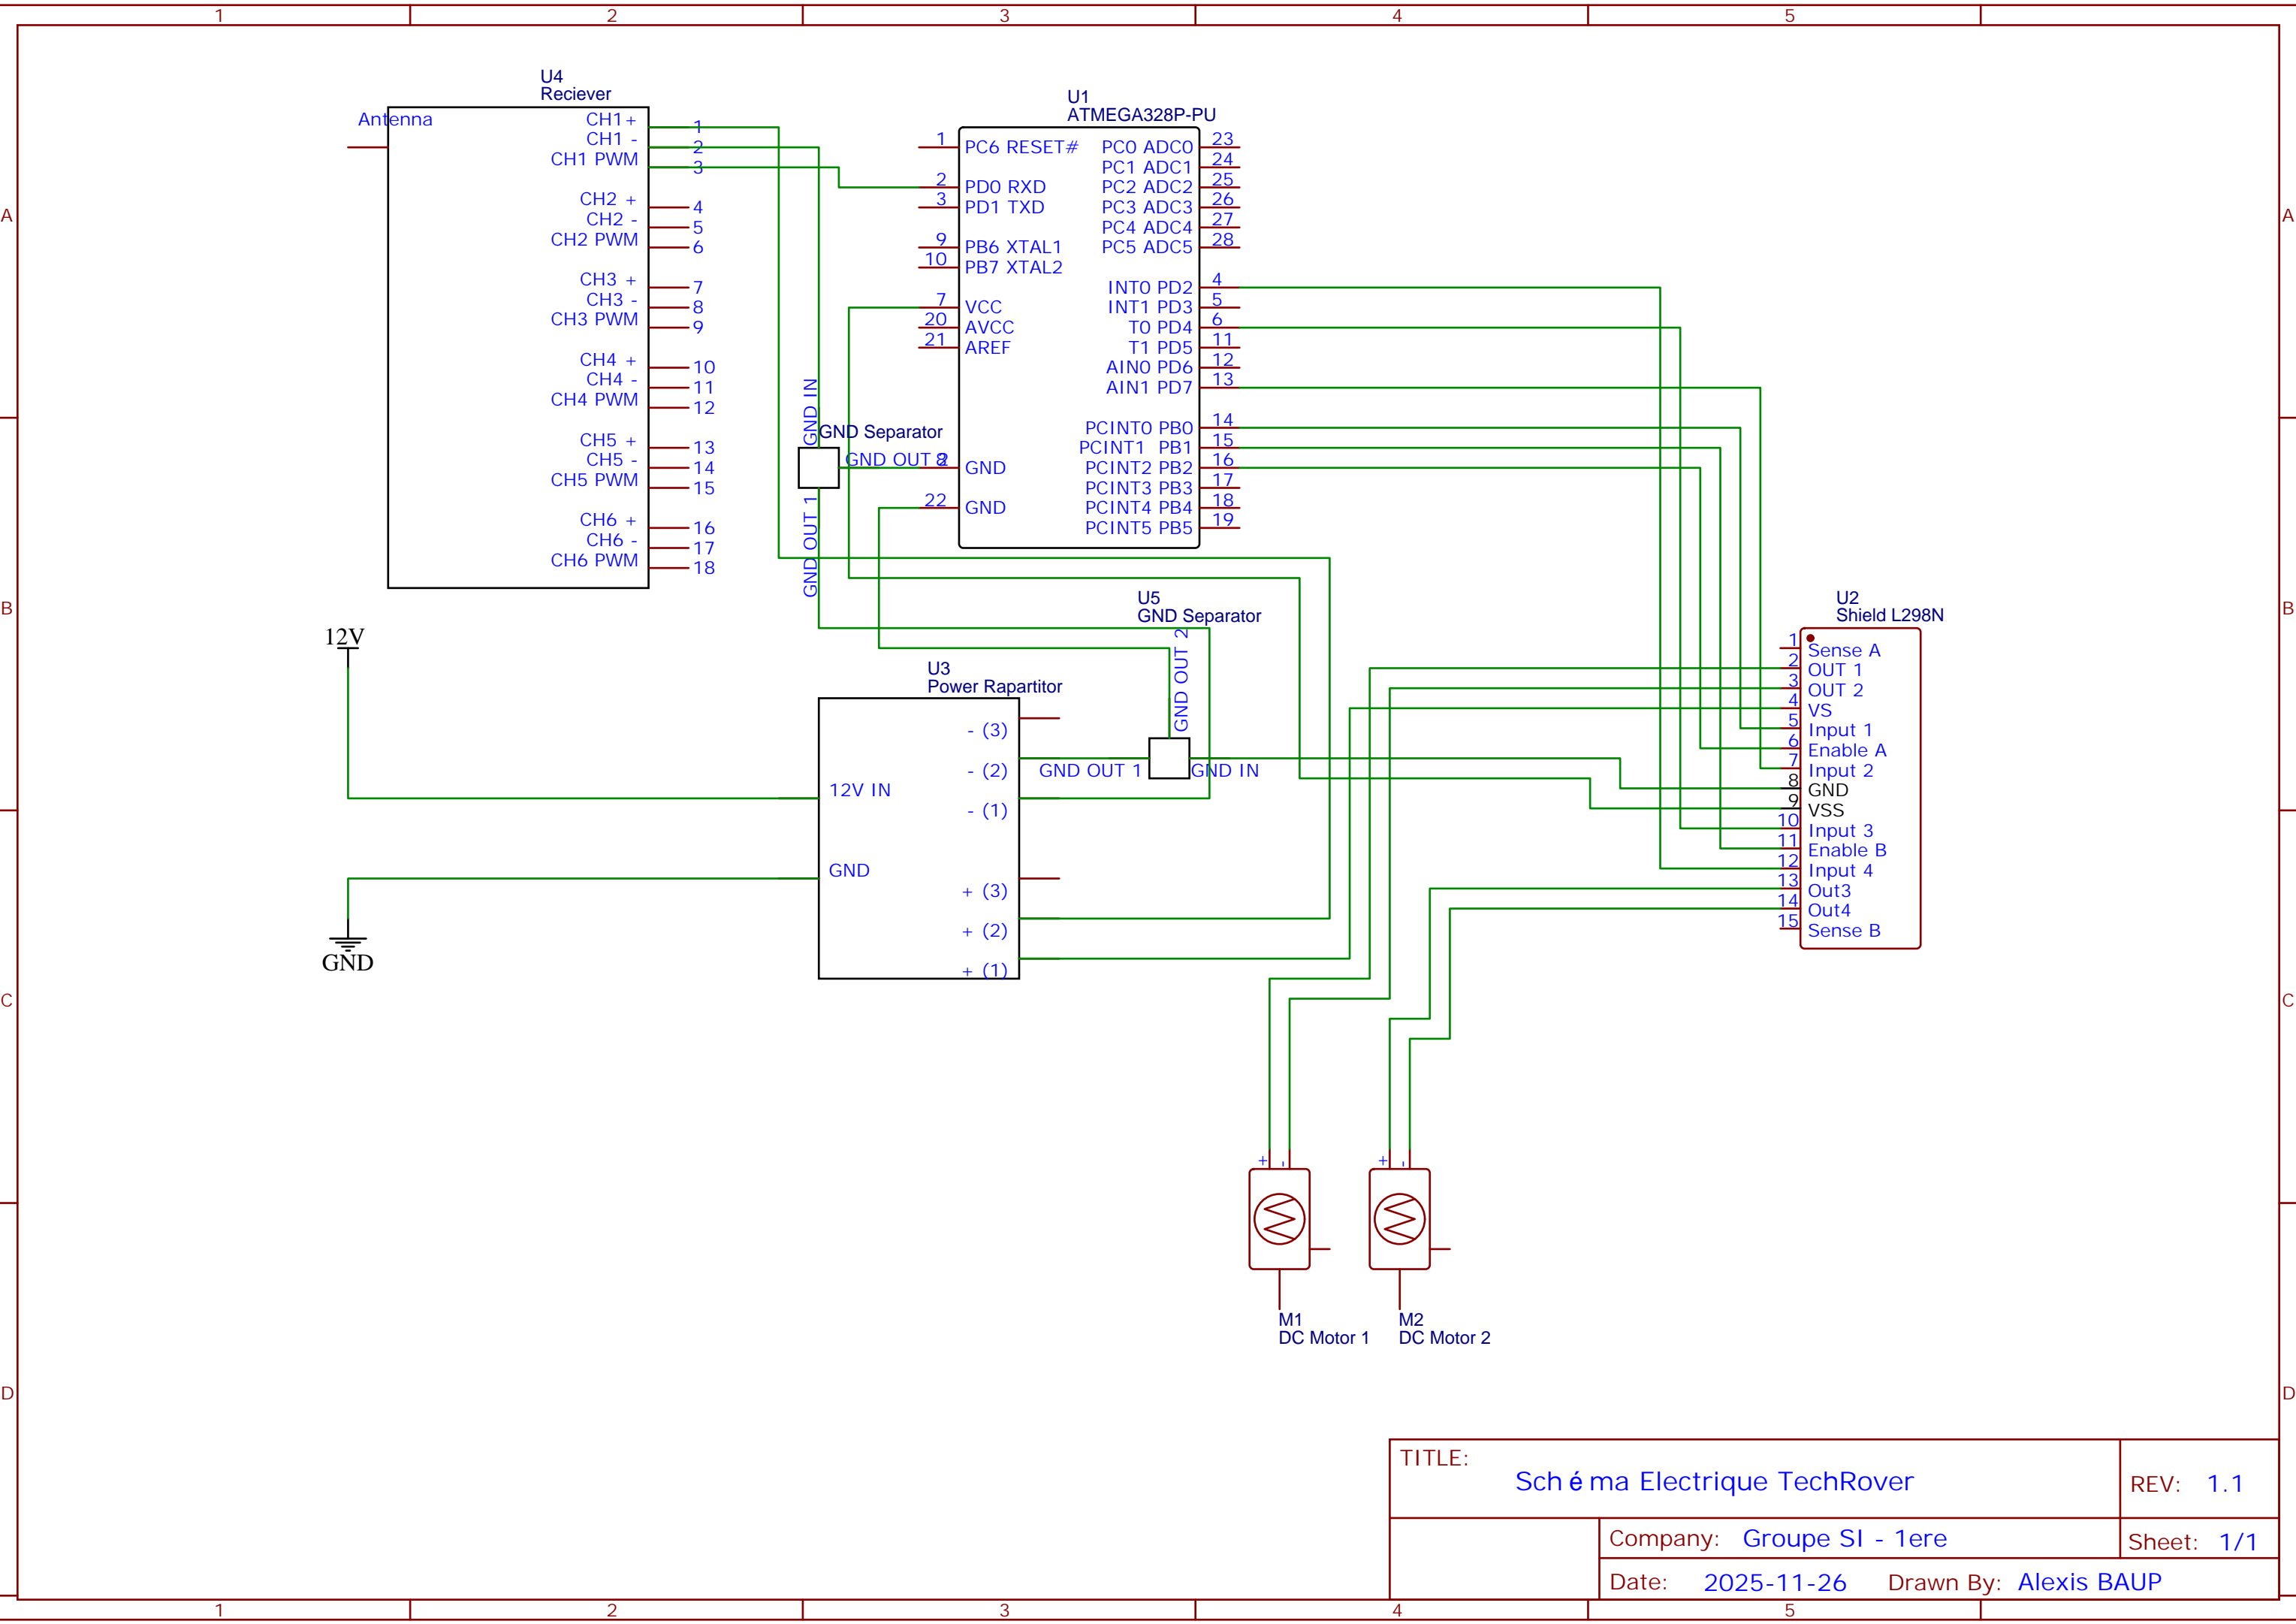 1 2 3 4 5
A
B
C
D
A
B
C
D
U4
Reciever
Antenna
CH1+ 1
CH1 - 2
CH1 PWM 3
CH2 + 4
CH2 - 5
CH2 PWM 6
CH3 + 7
CH3 - 8
CH3 PWM 9
CH4 + 10
CH4 - 11
CH4 PWM 12
CH5 + 13
CH5 - 14
CH5 PWM 15
CH6 + 16
CH6 - 17
CH6 PWM 18
U1
ATMEGA328P-PU
1 PC6 RESET#
2 PD0 RXD
3 PD1 TXD
9 PB6 XTAL1
10 PB7 XTAL2
7 VCC
20 AVCC
21 AREF
8 GND
22 GND
PC0 ADC0 23
PC1 ADC1 24
PC2 ADC2 25
PC3 ADC3 26
PC4 ADC4 27
PC5 ADC5 28
INT0 PD2 4
INT1 PD3 5
T0 PD4 6
T1 PD5 11
AIN0 PD6 12
AIN1 PD7 13
PCINT0 PB0 14
PCINT1 PB1 15
PCINT2 PB2 16
PCINT3 PB3 17
PCINT4 PB4 18
PCINT5 PB5 19
GND IN
GND Separator
GND OUT 2
GND OUT 1
U5
GND Separator
GND OUT 2
GND OUT 1
GND IN
12V
GND
U3
Power Rapartitor
12V IN
GND
- (3)
- (2)
- (1)
+ (3)
+ (2)
+ (1)
U2
Shield L298N
1 Sense A
2 OUT 1
3 OUT 2
4 VS
5 Input 1
6 Enable A
7 Input 2
8 GND
9 VSS
10 Input 3
11 Enable B
12 Input 4
13 Out3
14 Out4
15 Sense B
+ -
M1
DC Motor 1
+ -
M2
DC Motor 2
TITLE:
Schéma Electrique TechRover
REV: 1.1
Company: Groupe SI - 1ere
Sheet: 1/1
Date: 2025-11-26 Drawn By: Alexis BAUP
1 2 3 4 5